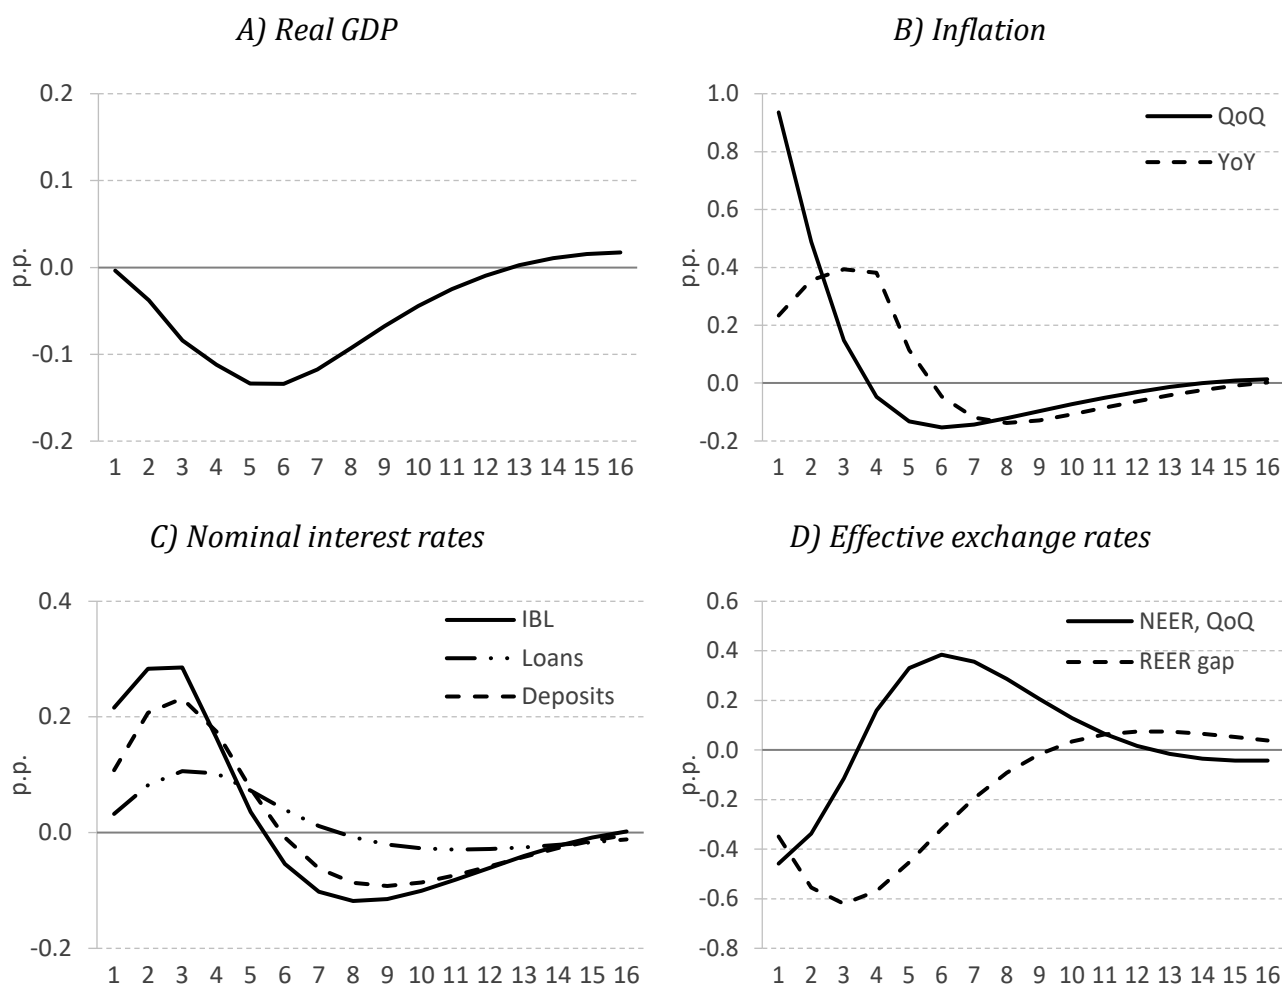 A) Real GDP
0.2
0.1
0.0
-0.1
-0.2
p.p.
1 2 3 4 5 6 7 8 9 10 11 12 13 14 15 16
B) Inflation
1.0
0.8
0.6
0.4
0.2
0.0
-0.2
p.p.
QoQ
YoY
1 2 3 4 5 6 7 8 9 10 11 12 13 14 15 16
C) Nominal interest rates
0.4
0.2
0.0
-0.2
p.p.
IBL
Loans
Deposits
1 2 3 4 5 6 7 8 9 10 11 12 13 14 15 16
D) Effective exchange rates
0.6
0.4
0.2
0.0
-0.2
-0.4
-0.6
-0.8
p.p.
NEER, QoQ
REER gap
1 2 3 4 5 6 7 8 9 10 11 12 13 14 15 16